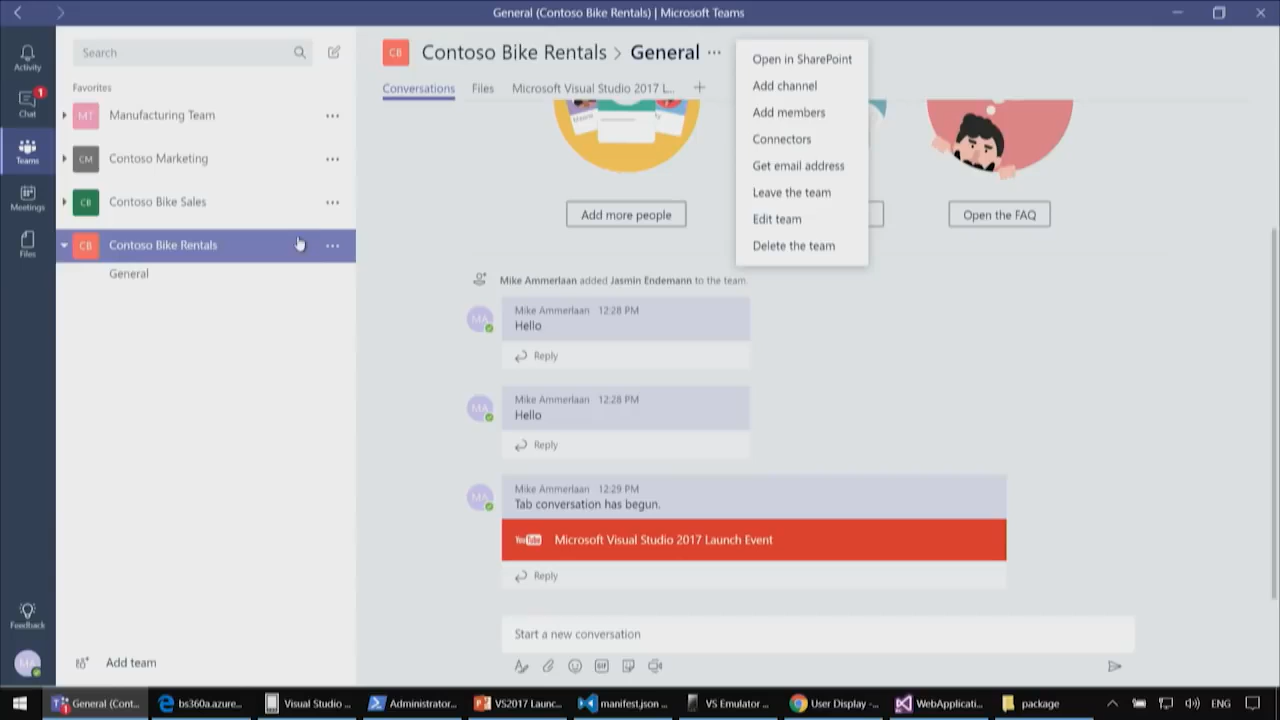 General (Contoso Bike Rentals) | Microsoft Teams
Search
Activity
Chat
1
Teams
Meetings
Files
Feedback
MA
Favorites
MT Manufacturing Team
CM Contoso Marketing
CB Contoso Bike Sales
CB Contoso Bike Rentals
General
Add team
CB Contoso Bike Rentals > General ...
Conversations Files Microsoft Visual Studio 2017 L... +
Open in SharePoint
Add channel
Add members
Connectors
Get email address
Leave the team
Edit team
Delete the team
Add more people
Open the FAQ
Mike Ammerlaan added Jasmin Endemann to the team.
MA
Mike Ammerlaan 12:28 PM
Hello
Reply
MA
Mike Ammerlaan 12:28 PM
Hello
Reply
MA
Mike Ammerlaan 12:29 PM
Tab conversation has begun.
YouTube Microsoft Visual Studio 2017 Launch Event
Reply
Start a new conversation
GIF
General (Cont... bs360a.azure... Visual Studio ... Administrator... VS2017 Launc... manifest.json ... VS Emulator ... User Display -... WebApplicati... package ENG